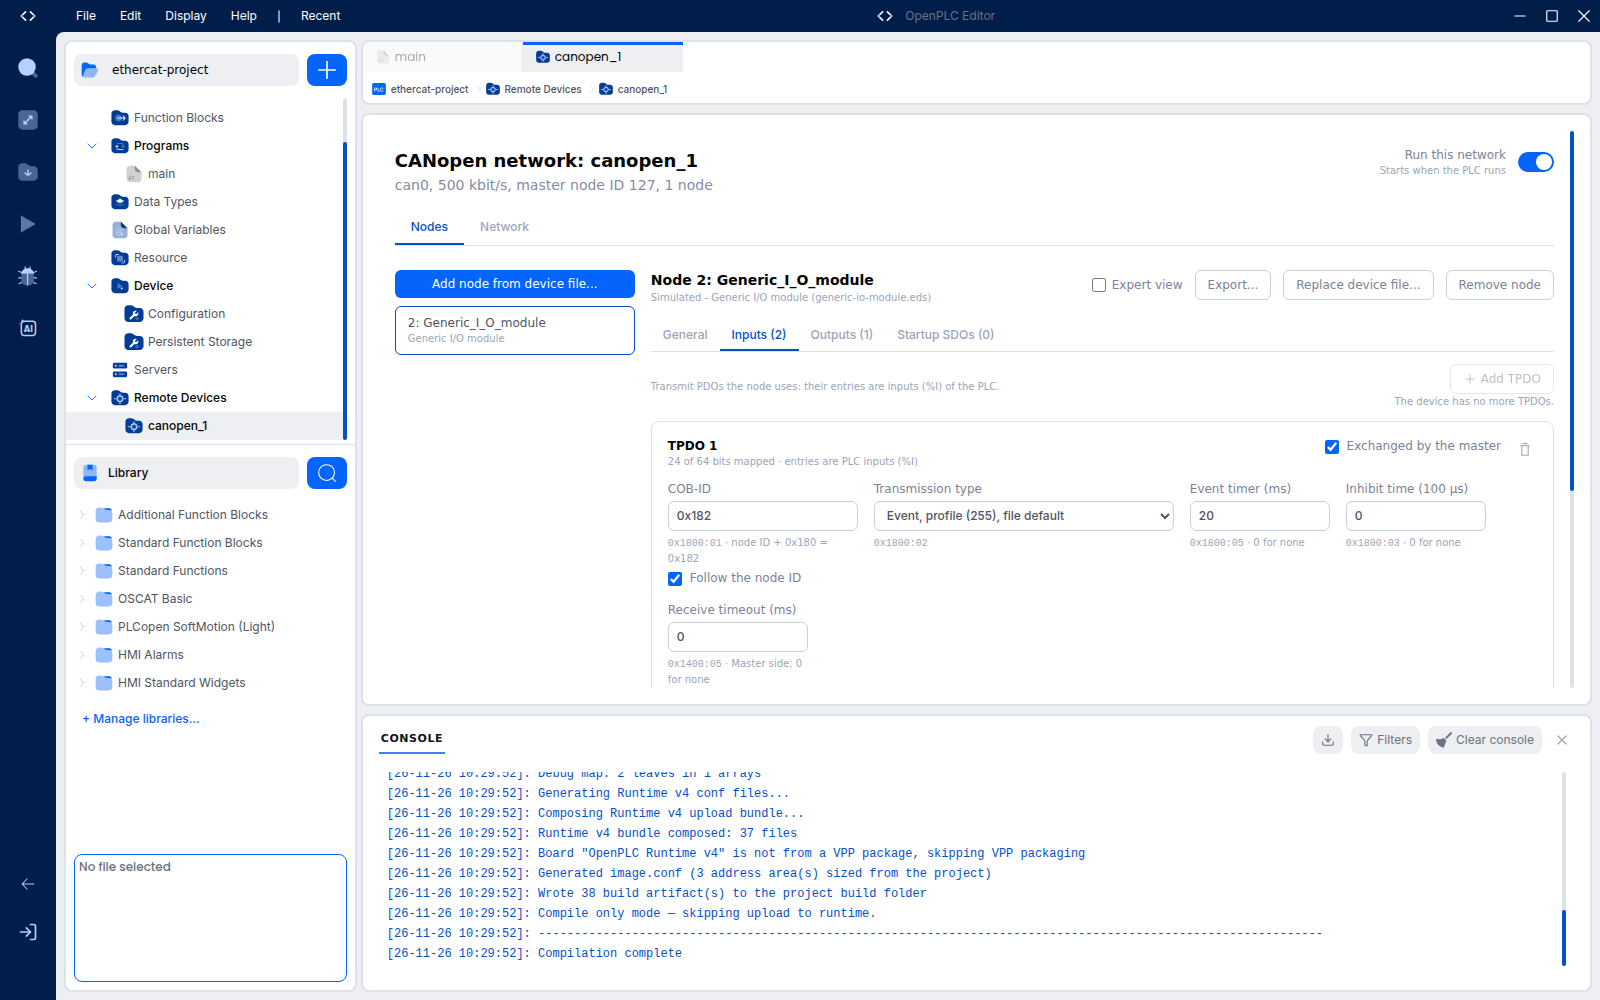 File Edit Display Help | Recent
OpenPLC Editor
ethercat-project
Function Blocks
Programs
main
Data Types
Global Variables
Resource
Device
Configuration
Persistent Storage
Servers
Remote Devices
canopen_1
Library
Additional Function Blocks
Standard Function Blocks
Standard Functions
OSCAT Basic
PLCopen SoftMotion (Light)
HMI Alarms
HMI Standard Widgets
+ Manage libraries...
No file selected
AI
main
canopen_1
PLC ethercat-project Remote Devices canopen_1
CANopen network: canopen_1
can0, 500 kbit/s, master node ID 127, 1 node
Run this network
Starts when the PLC runs
Nodes Network
Add node from device file...
2: Generic_I_O_module
Generic I/O module
Node 2: Generic_I_O_module
Simulated - Generic I/O module (generic-io-module.eds)
Expert view Export... Replace device file... Remove node
General Inputs (2) Outputs (1) Startup SDOs (0)
Transmit PDOs the node uses: their entries are inputs (%I) of the PLC.
+ Add TPDO
The device has no more TPDOs.
TPDO 1
24 of 64 bits mapped · entries are PLC inputs (%I)
Exchanged by the master
COB-ID Transmission type Event timer (ms) Inhibit time (100 µs)
0x182 Event, profile (255), file default 20 0
0x1800:01 · node ID + 0x180 =
0x182
0x1800:02
0x1800:05 · 0 for none
0x1800:03 · 0 for none
Follow the node ID
Receive timeout (ms)
0
0x1400:05 · Master side; 0
for none
CONSOLE
Filters
Clear console
[26-11-26 10:29:52]: Debug map: 2 leaves in 1 arrays
[26-11-26 10:29:52]: Generating Runtime v4 conf files...
[26-11-26 10:29:52]: Composing Runtime v4 upload bundle...
[26-11-26 10:29:52]: Runtime v4 bundle composed: 37 files
[26-11-26 10:29:52]: Board "OpenPLC Runtime v4" is not from a VPP package, skipping VPP packaging
[26-11-26 10:29:52]: Generated image.conf (3 address area(s) sized from the project)
[26-11-26 10:29:52]: Wrote 38 build artifact(s) to the project build folder
[26-11-26 10:29:52]: Compile only mode — skipping upload to runtime.
[26-11-26 10:29:52]: -------------------------------------------------------------------------------------------------------------
[26-11-26 10:29:52]: Compilation complete